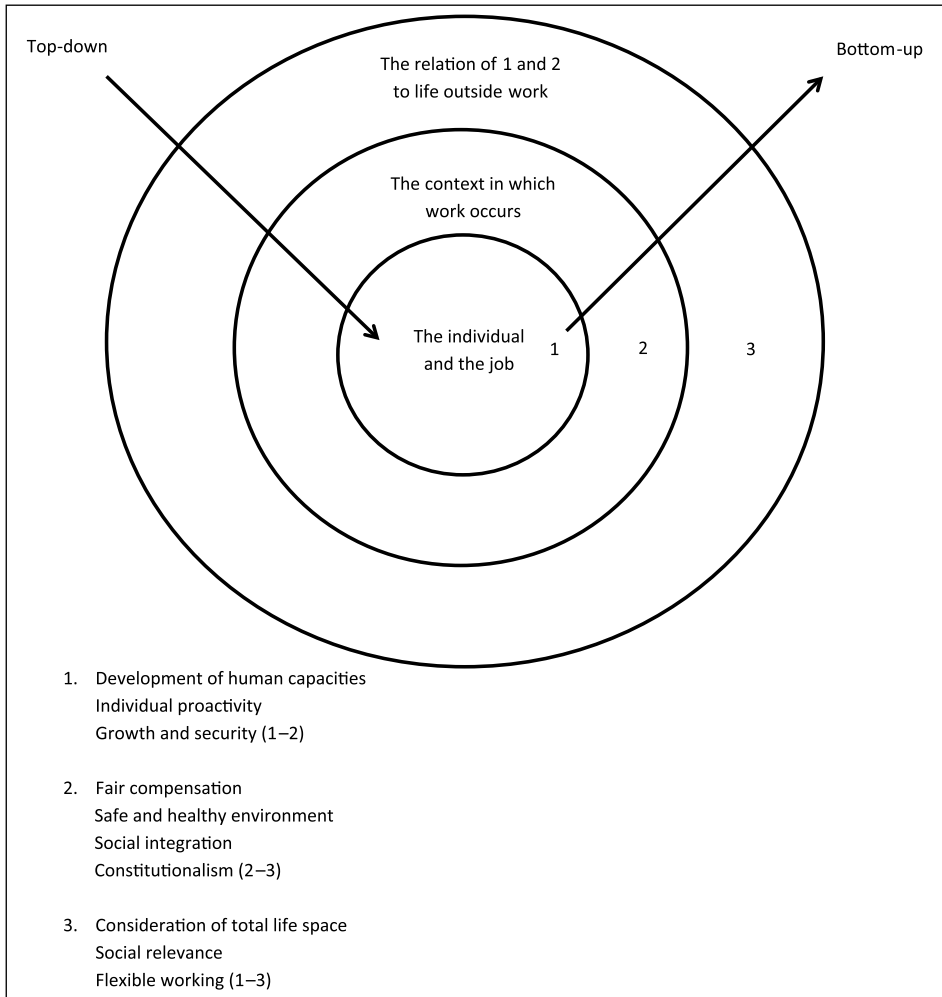 Top-down
Bottom-up
The relation of 1 and 2
to life outside work
The context in which
work occurs
The individual
and the job
1
2
3
1. Development of human capacities
Individual proactivity
Growth and security (1–2)
2. Fair compensation
Safe and healthy environment
Social integration
Constitutionalism (2–3)
3. Consideration of total life space
Social relevance
Flexible working (1–3)